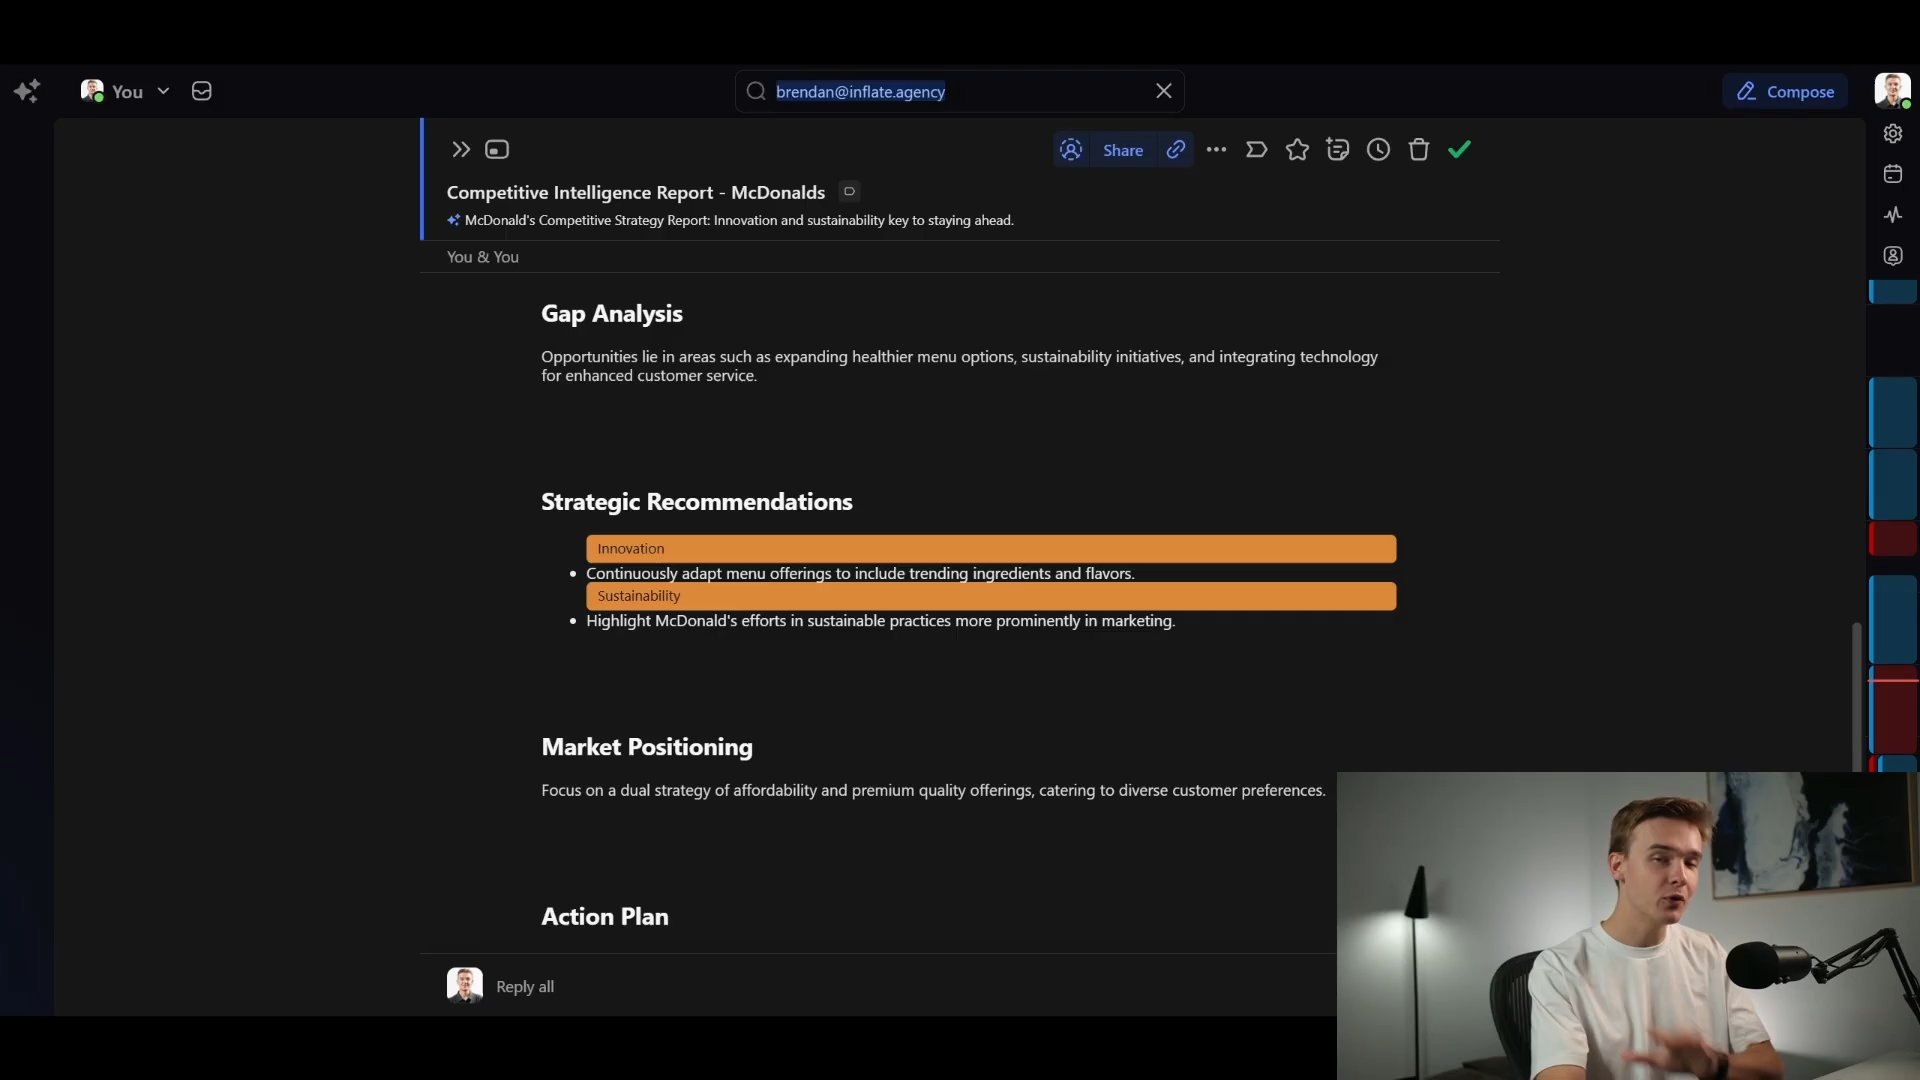 You
brendan@inflate.agency
Compose
Share
Competitive Intelligence Report - McDonalds
McDonald's Competitive Strategy Report: Innovation and sustainability key to staying ahead.
You & You
Gap Analysis
Opportunities lie in areas such as expanding healthier menu options, sustainability initiatives, and integrating technology
for enhanced customer service.
Strategic Recommendations
Innovation
• Continuously adapt menu offerings to include trending ingredients and flavors.
Sustainability
• Highlight McDonald's efforts in sustainable practices more prominently in marketing.
Market Positioning
Focus on a dual strategy of affordability and premium quality offerings, catering to diverse customer preferences.
Action Plan
Reply all